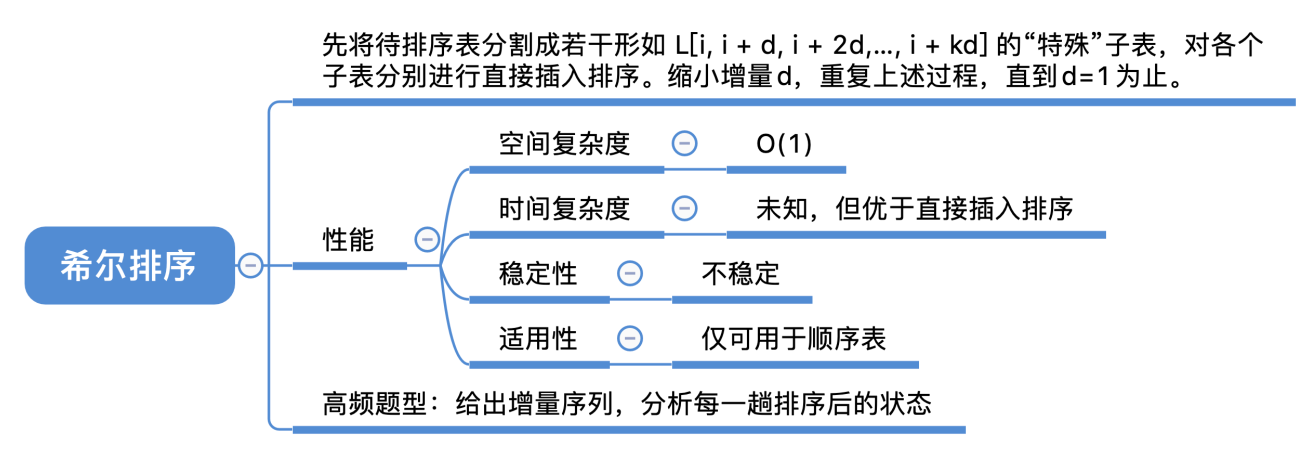 先将待排序表分割成若干形如 L[i, i + d, i + 2d,..., i + kd] 的“特殊”子表，对各个
子表分别进行直接插入排序。缩小增量d，重复上述过程，直到d=1为止。
空间复杂度 O(1)
时间复杂度 未知，但优于直接插入排序
性能
希尔排序
稳定性 不稳定
适用性 仅可用于顺序表
高频题型：给出增量序列，分析每一趟排序后的状态